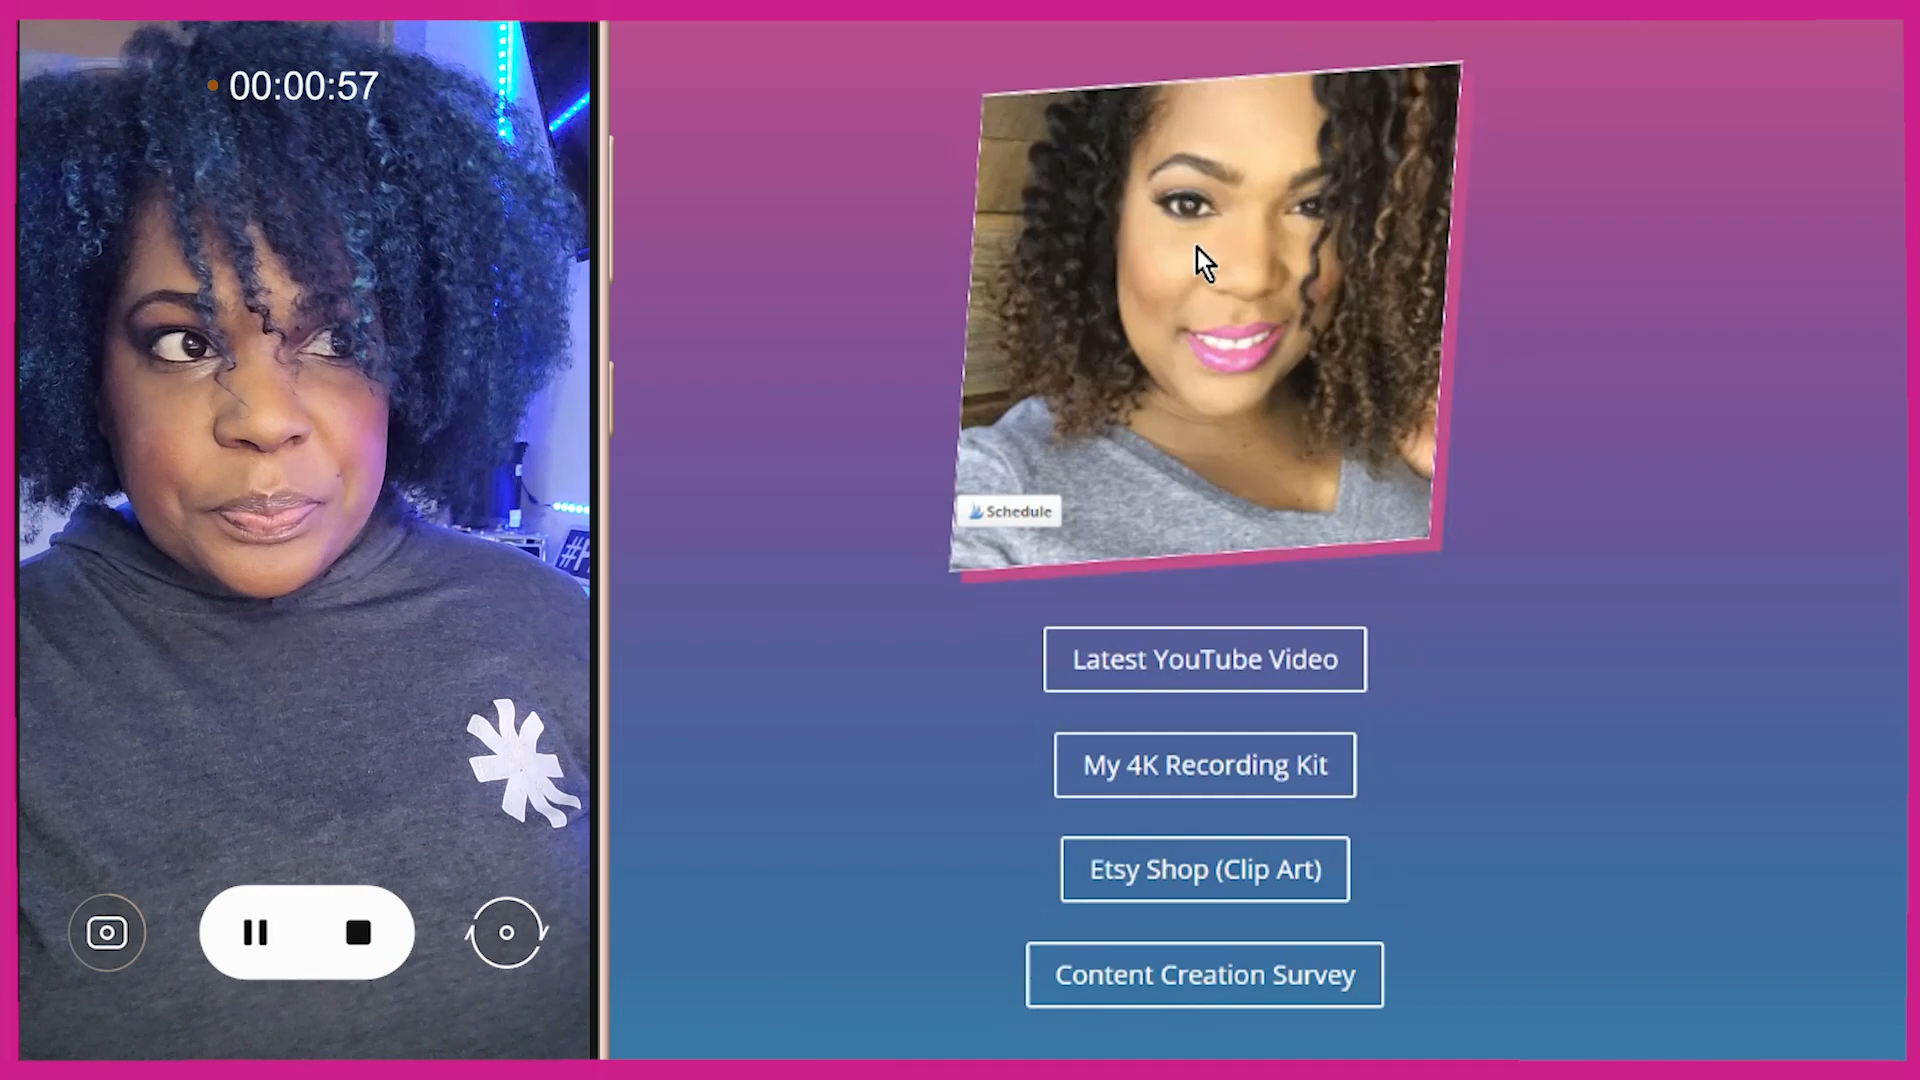 00:00:57
#
Schedule
Latest YouTube Video
My 4K Recording Kit
Etsy Shop (Clip Art)
Content Creation Survey